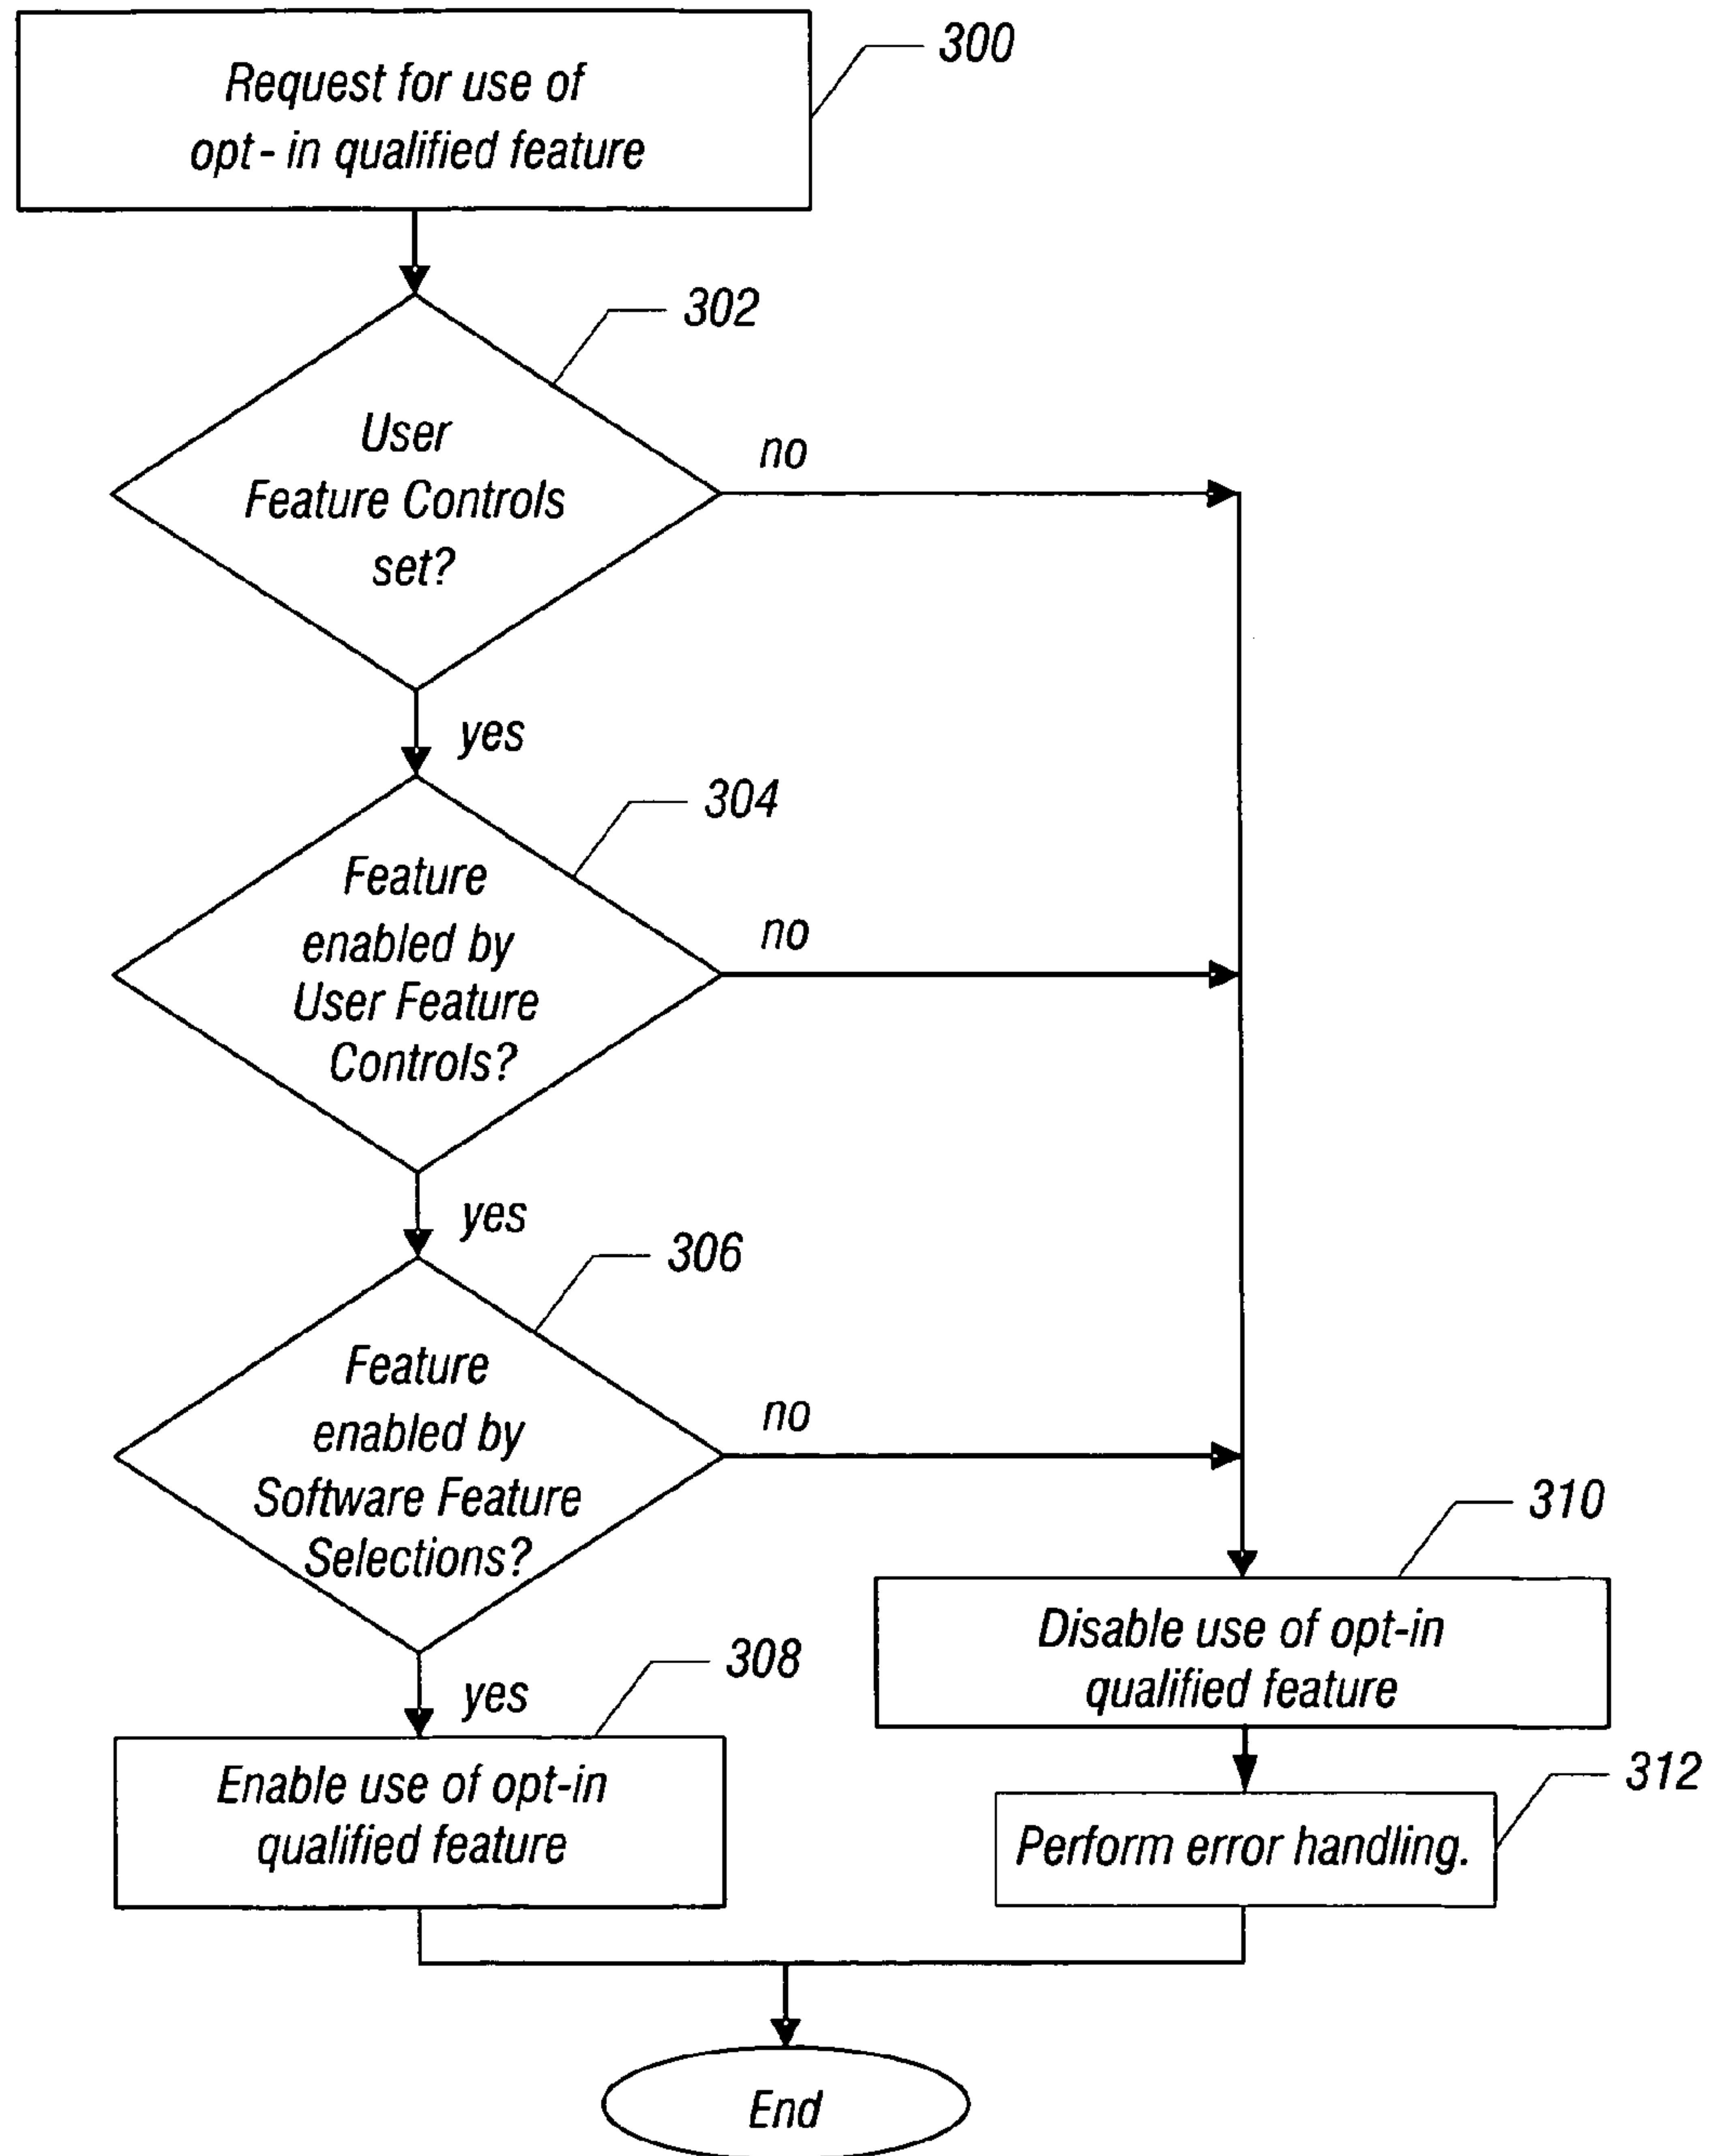 Request for use of
opt - in qualified feature
300
302
User
Feature Controls
set?
no
yes
304
Feature
enabled by
User Feature
Controls?
no
yes
306
Feature
enabled by
Software Feature
Selections?
no
yes
308
Enable use of opt-in
qualified feature
310
Disable use of opt-in
qualified feature
312
Perform error handling.
End